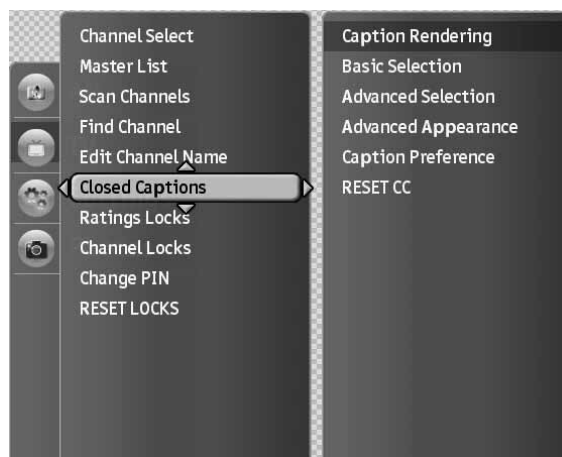 Channel Select
Master List
Scan Channels
Find Channel
Edit Channel Name
Closed Captions
Ratings Locks
Channel Locks
Change PIN
RESET LOCKS
Caption Rendering
Basic Selection
Advanced Selection
Advanced Appearance
Caption Preference
RESET CC